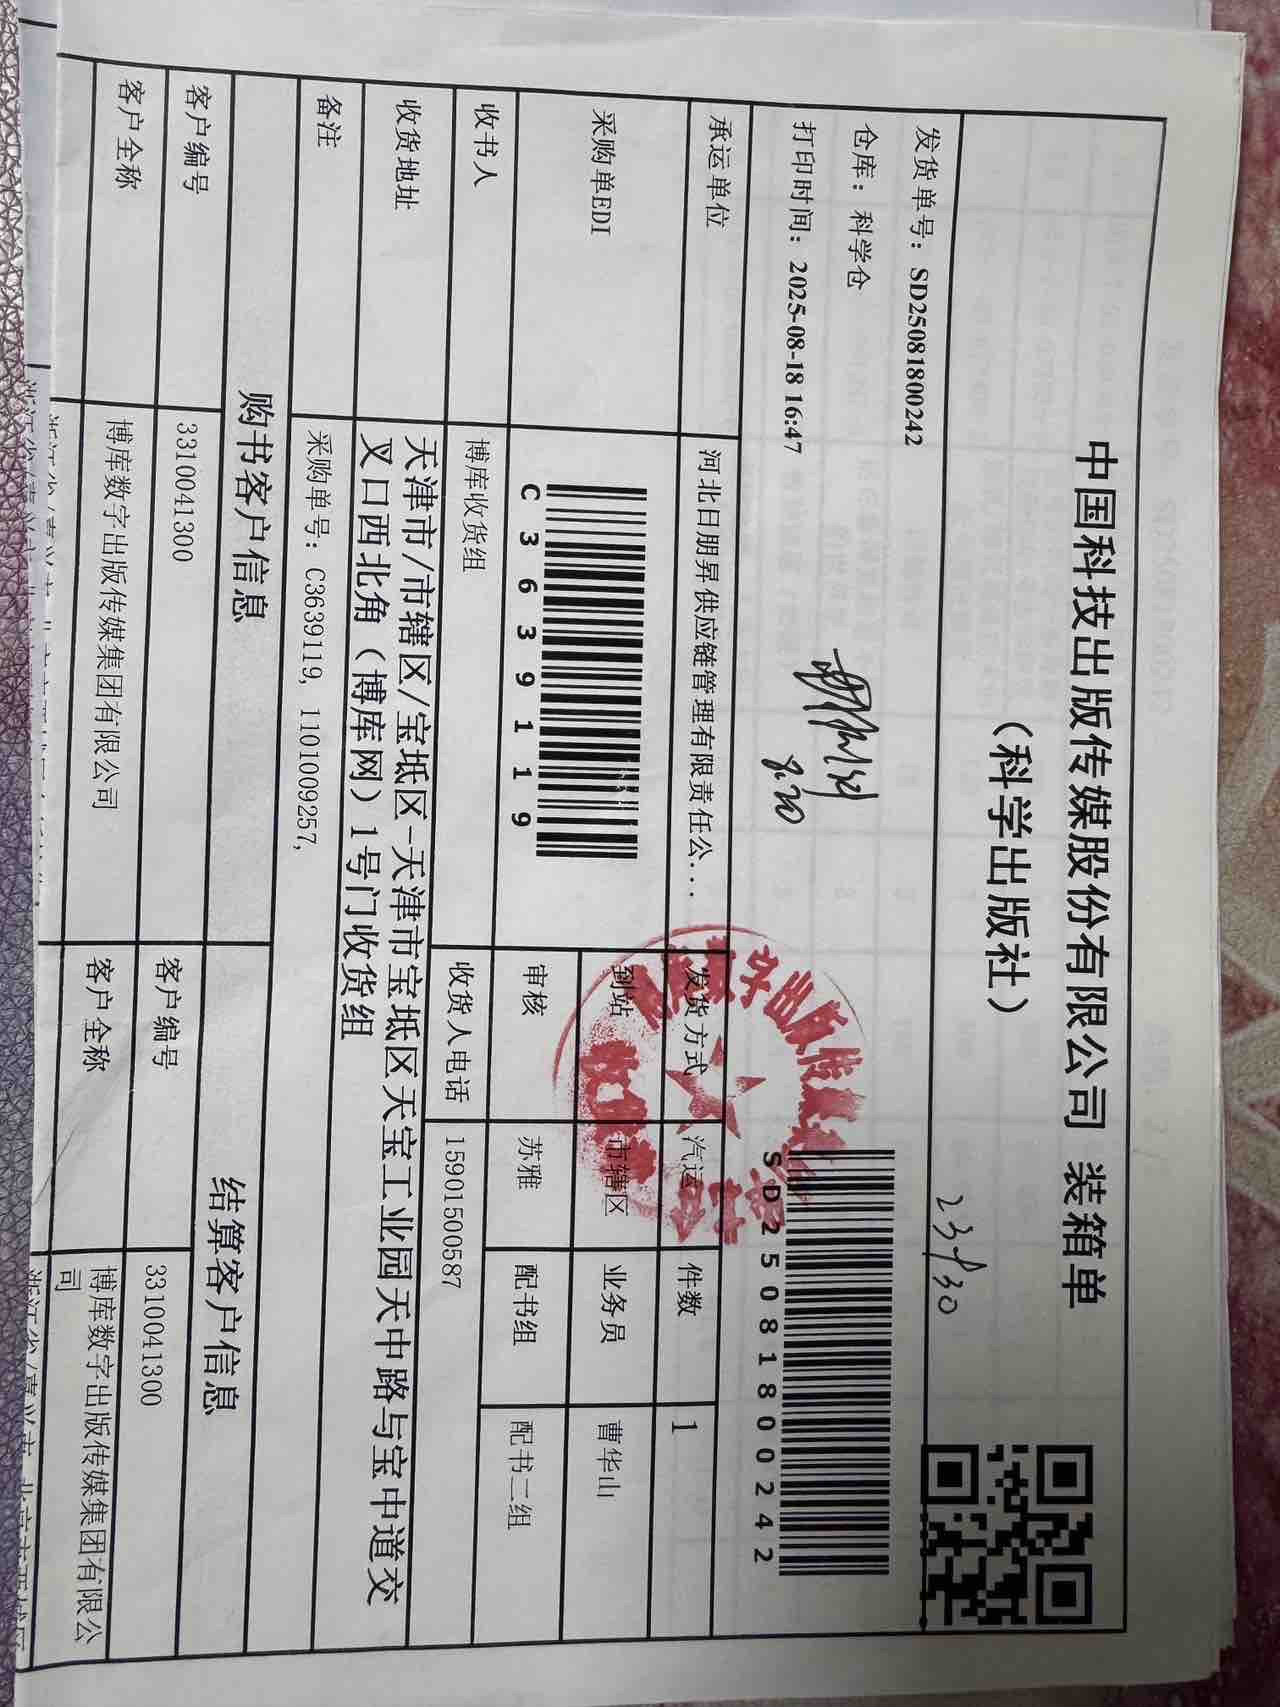 中国科技出版传媒股份有限公司 装箱单
（科学出版社）
发货单号：SD2508180​0242
仓库：科学仓
打印时间：2025-08-18 16:47
SD25081800242
8.20
承运单位 河北日朋昇供应链管理有限责任公... 发货方式 汽运 件数 1
采购单EDI C3639119 到站 市辖区 业务员 曹华山
审核 苏雅 配书组 配书二组
收书人 博库收货组 收货人电话 15901500587
收货地址 天津市/市辖区/宝坻区-天津市宝坻区天宝工业园天中路与宝中道交
叉口西北角（博库网）1号门收货组
备注 采购单号：C3639119, 1101009257,
购书客户信息 结算客户信息
客户编号 3310041300 客户编号 3310041300
客户全称 博库数字出版传媒集团有限公司 客户全称 博库数字出版传媒集团有限公
司